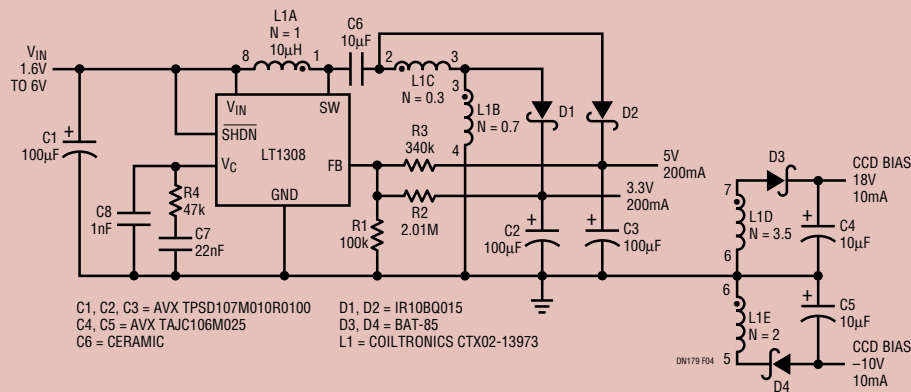 L1A
N = 1
10µH
C6
10µF
VIN
1.6V
TO 6V
8
1
2
3
L1C
N = 0.3
3
L1B
N = 0.7
4
D1
D2
VIN
SW
SHDN
LT1308
VC
FB
GND
C1
100µF
+
R3
340k
5V
200mA
3.3V
200mA
R2
2.01M
R1
100k
R4
47k
C8
1nF
C7
22nF
+
C2
100µF
+
C3
100µF
D3
CCD BIAS
18V
10mA
7
L1D
N = 3.5
6
+
C4
10µF
6
L1E
N = 2
5
+
C5
10µF
CCD BIAS
–10V
10mA
D4
C1, C2, C3 = AVX TPSD107M010R0100
C4, C5 = AVX TAJC106M025
C6 = CERAMIC
D1, D2 = IR10BQ015
D3, D4 = BAT-85
L1 = COILTRONICS CTX02-13973
DN179 F04